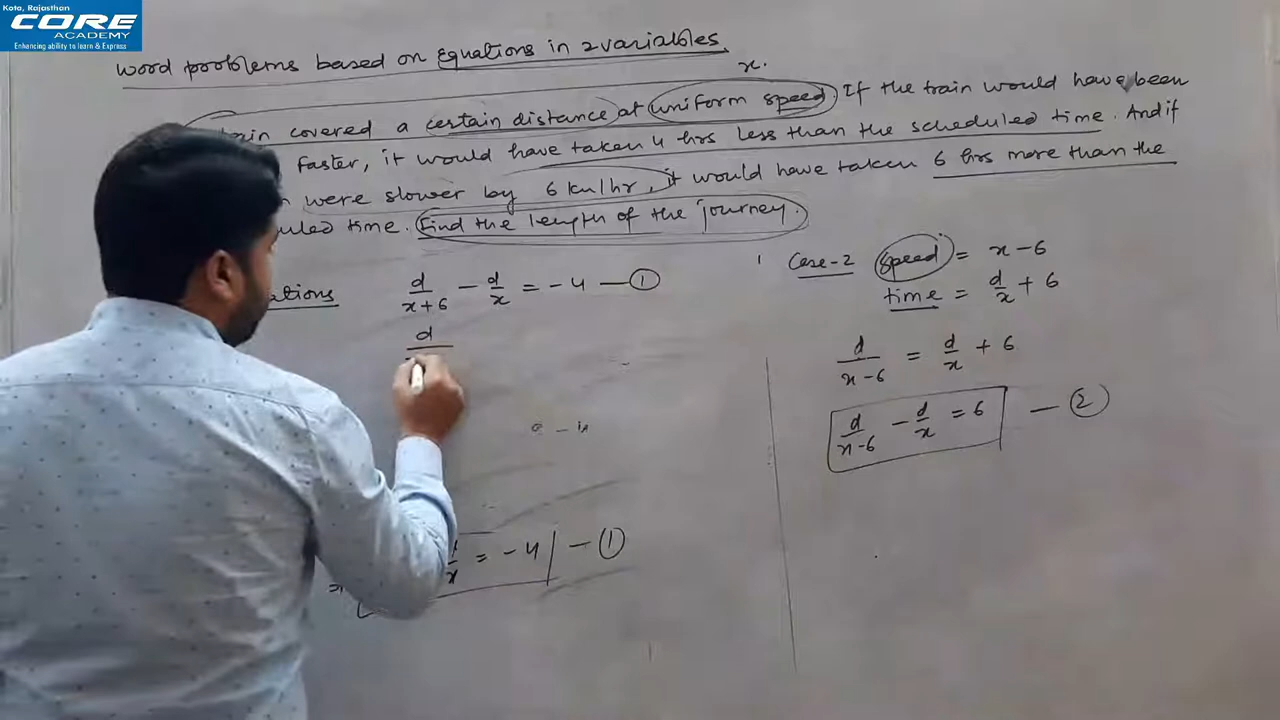 Kota, Rajasthan
CORE
ACADEMY
Enhancing ability to learn & Express
word problems based on Equations in 2 variables.
x.
train covered a certain distance at uniform speed. If the train would have been
faster, it would have taken 4 hrs less than the scheduled time. And if
were slower by 6 km/hr, it would have taken 6 hrs more than the
uled time. Find the length of the journey.
ations
d/(x+6) - d/x = -4 — ①
d
= -4 — ①
Case-2 speed = x-6
time = d/x + 6
d/(x-6) = d/x + 6
d/(x-6) - d/x = 6 — ②